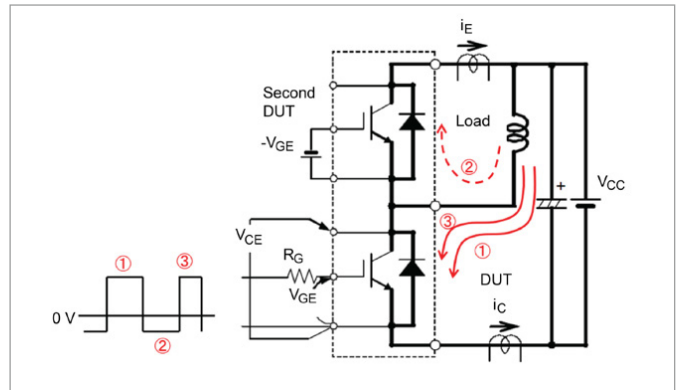 iE
Second
DUT
-VGE
Load
②
+
VCC
VCE
③
①
RG
VGE
DUT
iC
① ③
0 V
②